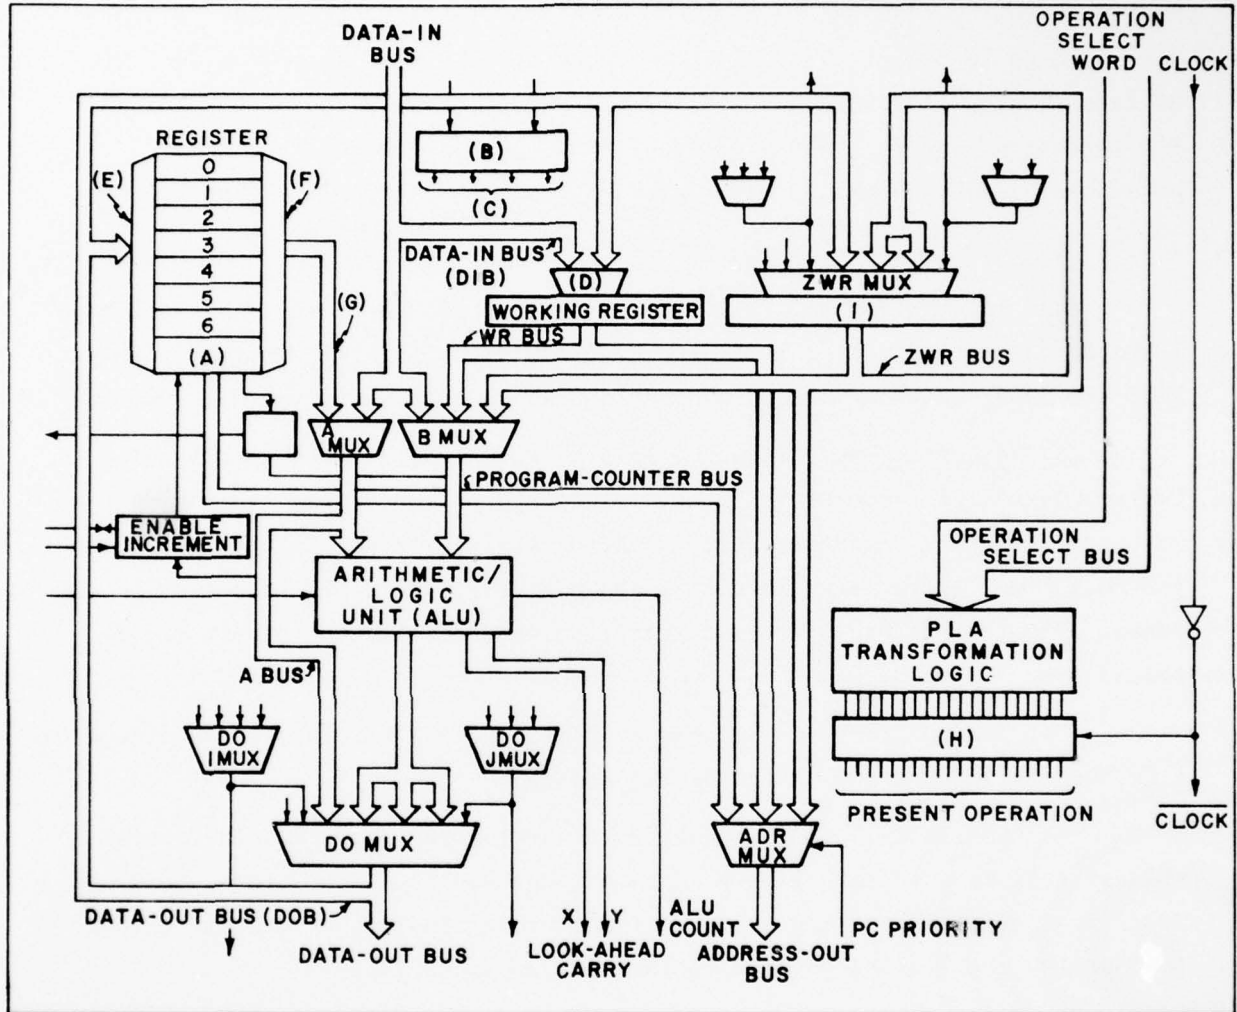 DATA-IN
BUS
OPERATION
SELECT
WORD
CLOCK
REGISTER
0
1
2
3
4
5
6
(A)
(E)
(F)
(G)
(B)
(C)
DATA-IN BUS
(DIB)
(D)
WORKING REGISTER
WR BUS
ZWR MUX
(I)
ZWR BUS
A
MUX
B MUX
PROGRAM-COUNTER BUS
ENABLE
INCREMENT
ARITHMETIC/
LOGIC
UNIT (ALU)
A BUS
OPERATION
SELECT BUS
PLA
TRANSFORMATION
LOGIC
(H)
PRESENT OPERATION
CLOCK
DO
IMUX
DO
JMUX
DO MUX
ADR
MUX
DATA-OUT BUS (DOB)
DATA-OUT BUS
X
Y
LOOK-AHEAD
CARRY
ALU
COUNT
ADDRESS-OUT
BUS
PC PRIORITY